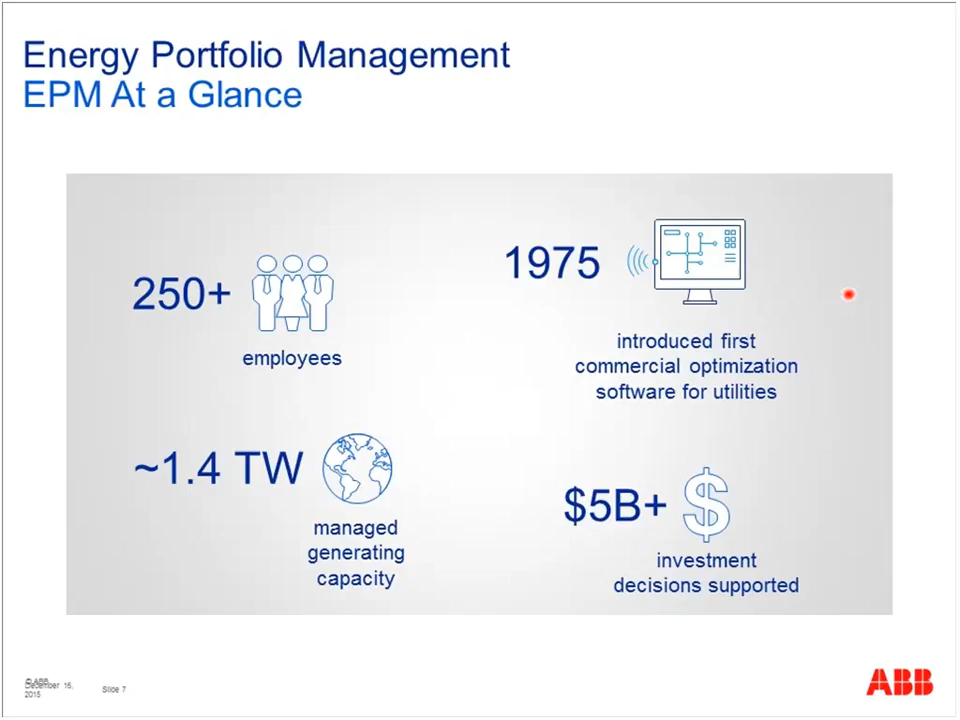 Energy Portfolio Management
EPM At a Glance
250+
employees
1975
introduced first
commercial optimization
software for utilities
~1.4 TW
managed
generating
capacity
$5B+
investment
decisions supported
© ABB
December 16,
2015
Slide 7
ABB